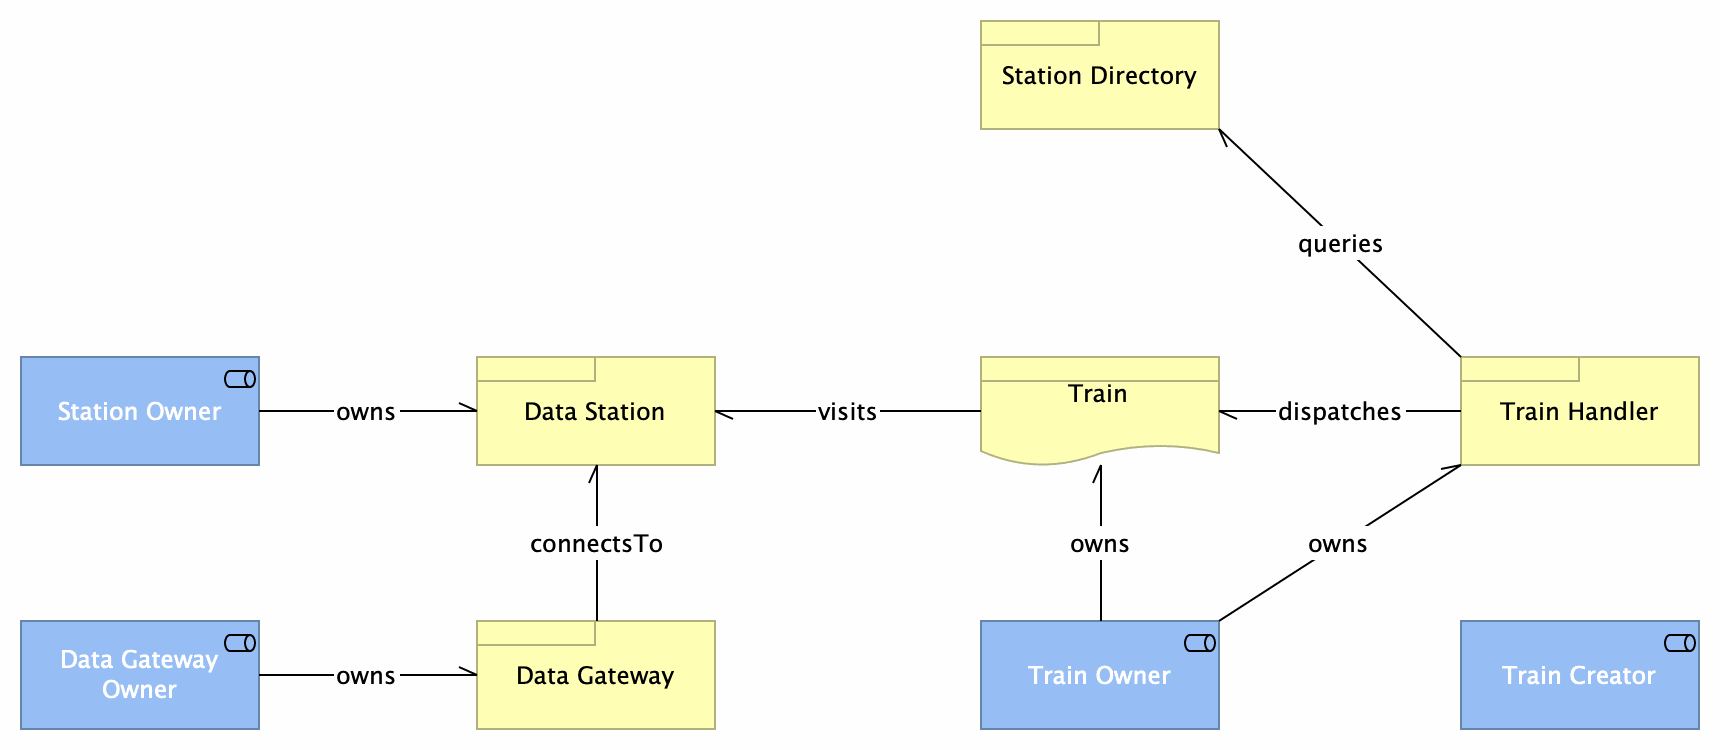 Station Directory
queries
Station Owner
owns
Data Station
visits
Train
dispatches
Train Handler
connectsTo
owns
owns
Data Gateway
Owner
owns
Data Gateway
Train Owner
Train Creator